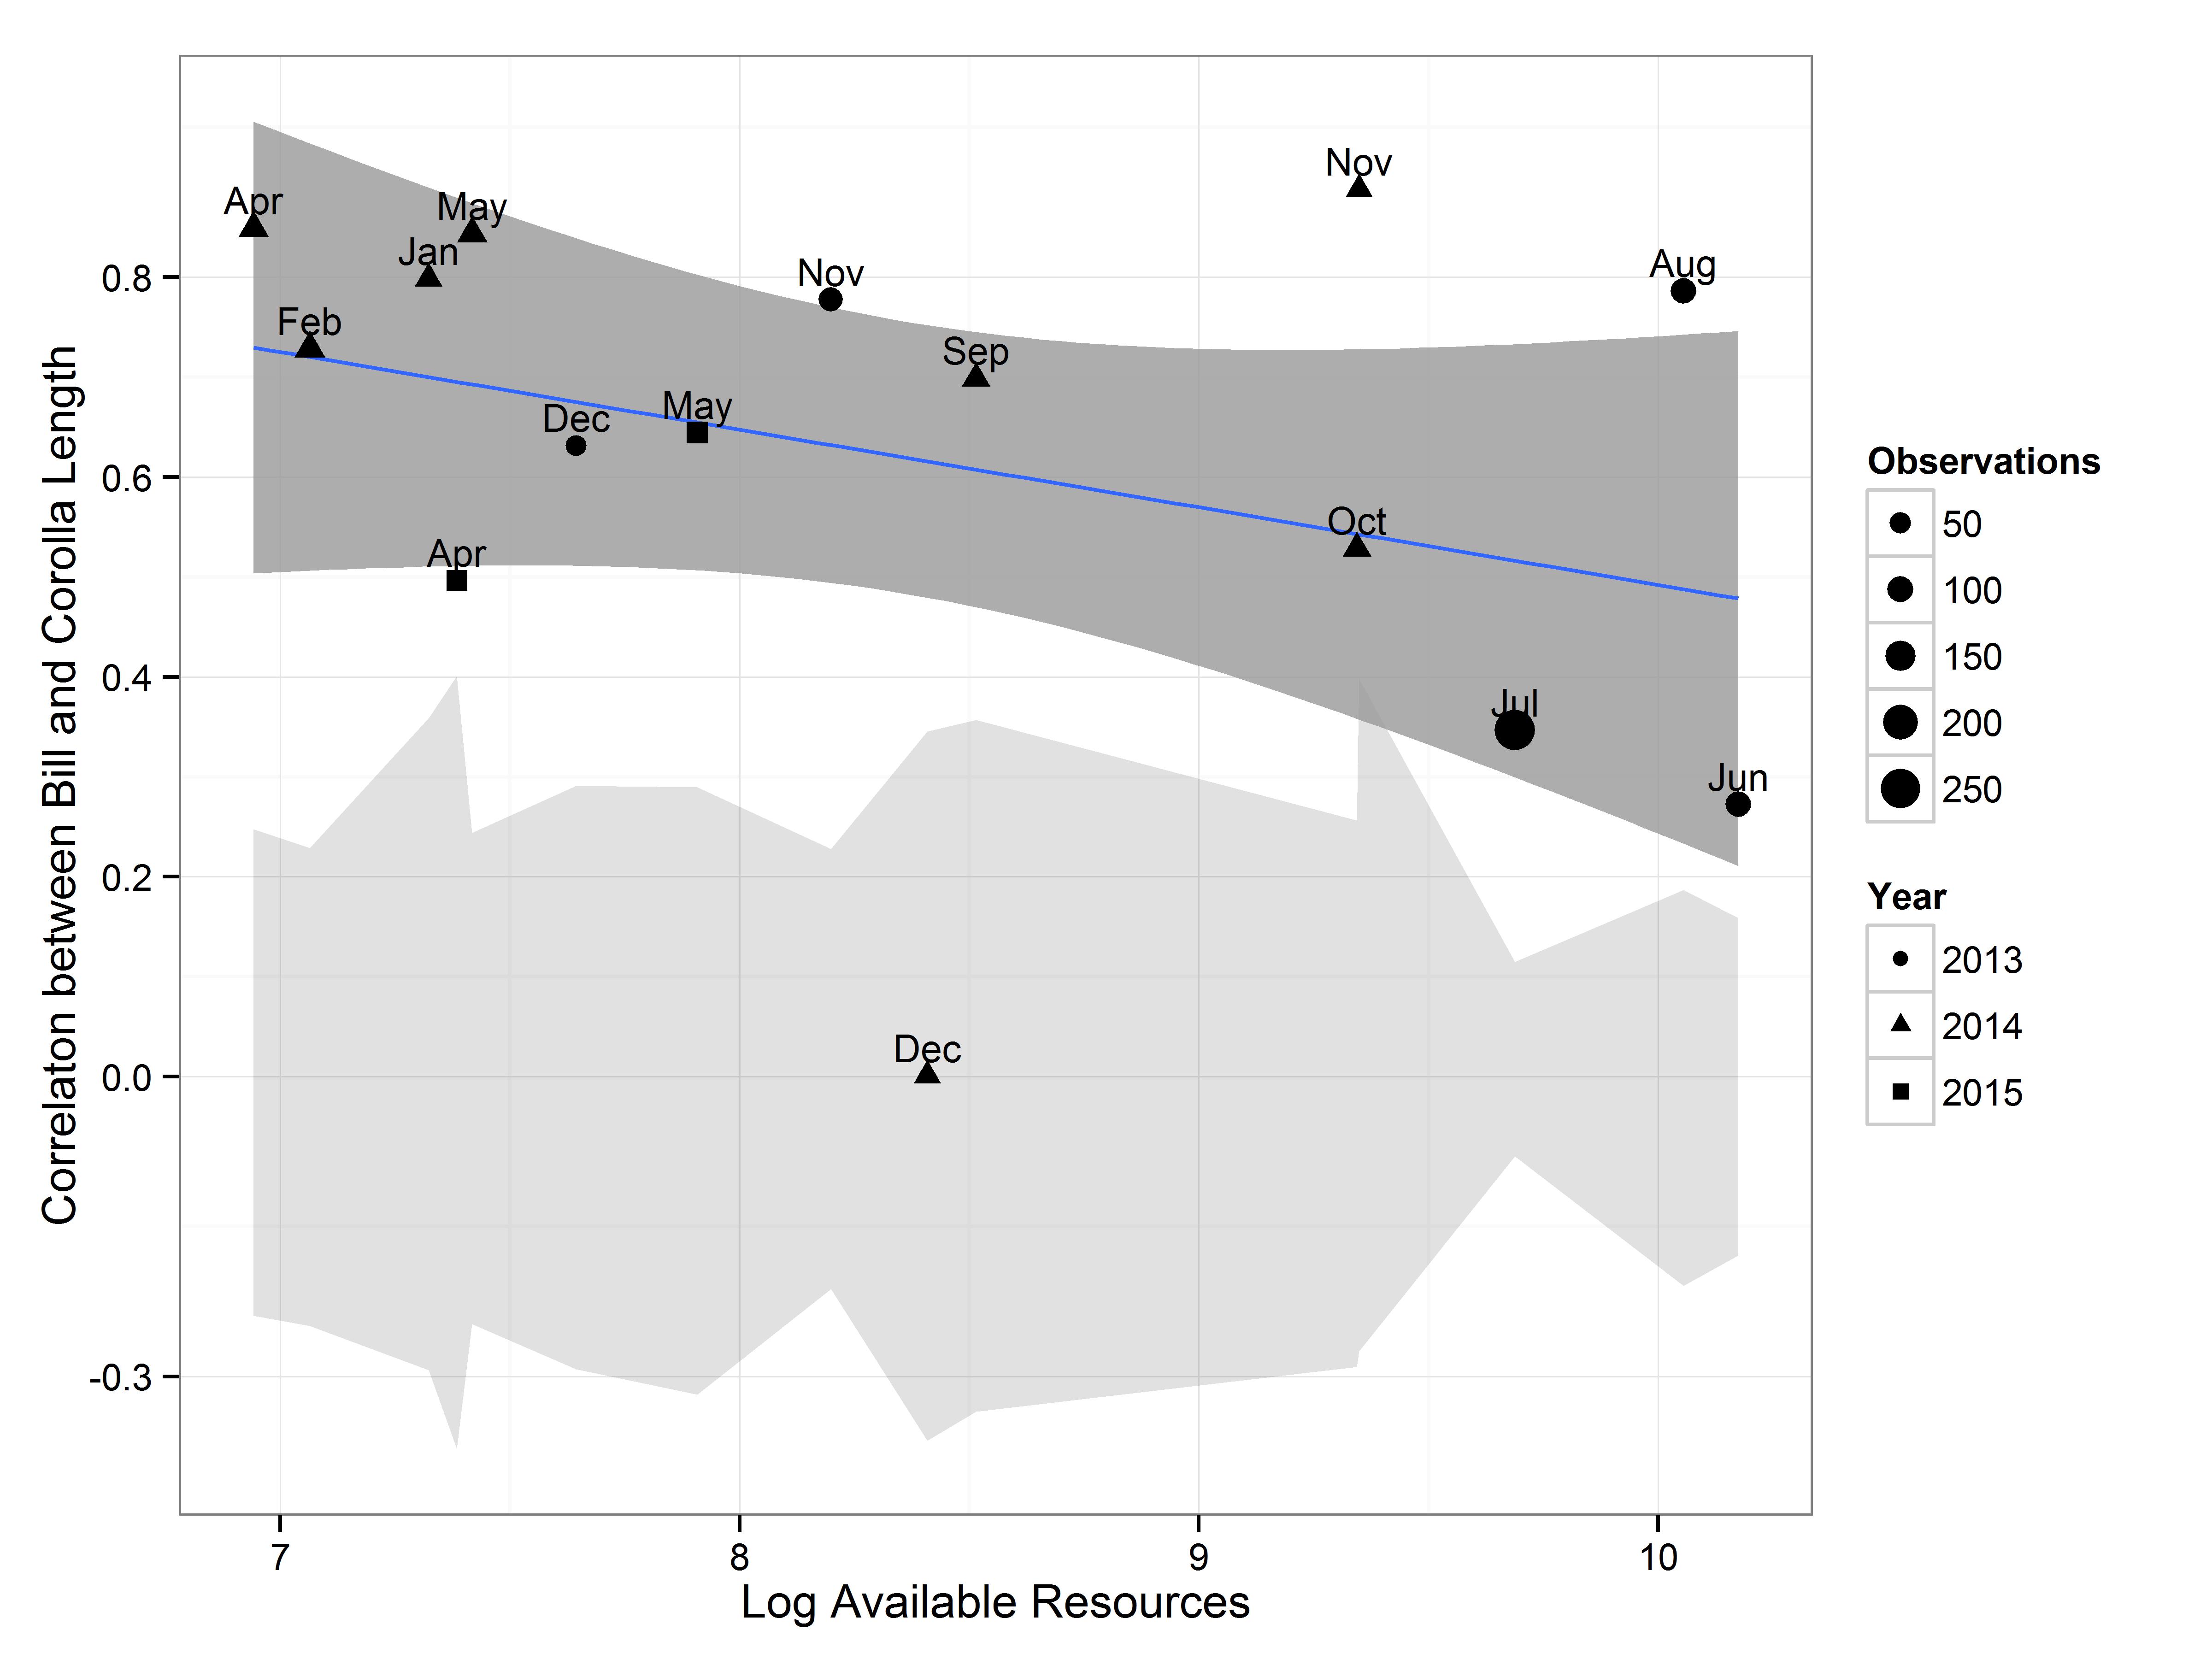 Correlaton between Bill and Corolla Length
0.8
0.6
0.4
0.2
0.0
-0.3
Apr
May
Jan
Feb
Nov
Nov
Aug
Sep
Dec
May
Apr
Oct
Jul
Jun
Dec
7
8
9
10
Log Available Resources
Observations
50
100
150
200
250
Year
2013
2014
2015